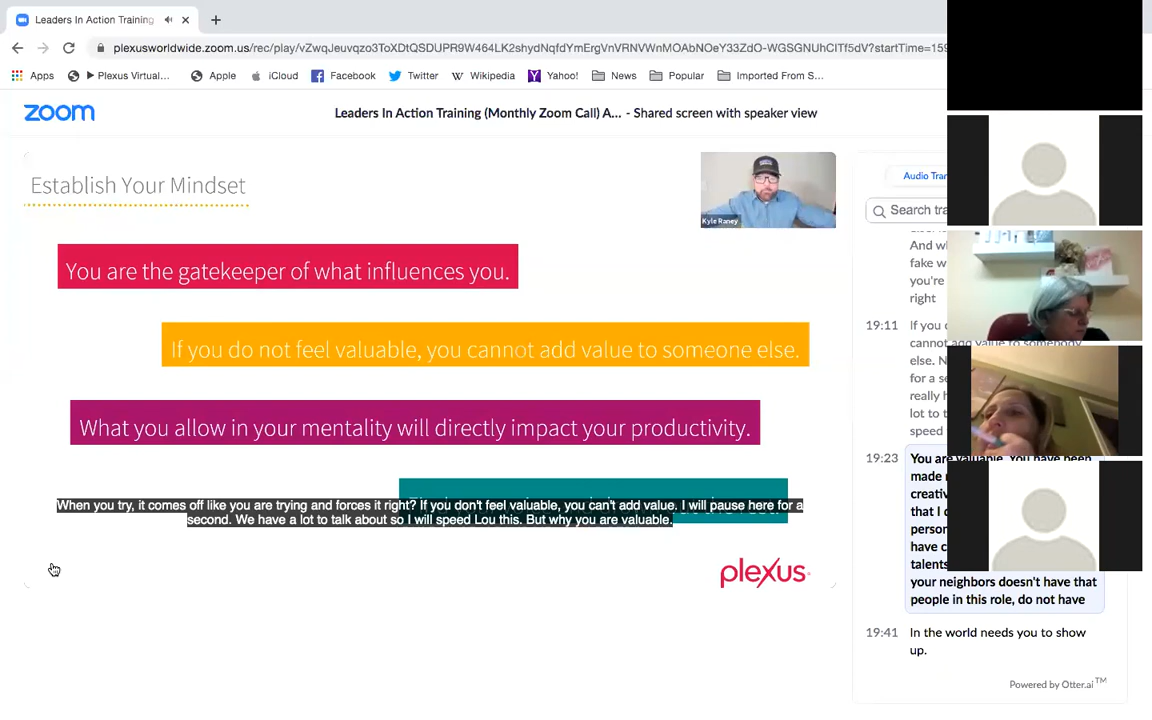 Leaders In Action Training
plexusworldwide.zoom.us/rec/play/vZwqJeuvqzo3ToXDtQSDUPR9W464LK2shydNqfdYmErgVnVRNVWnMOAbNOeY33ZdO-WGSGNUhCITf5dV?startTime=159
Apps Plexus Virtual... Apple iCloud Facebook Twitter Wikipedia Yahoo! News Popular Imported From S...
zoom
Leaders In Action Training (Monthly Zoom Call) A... - Shared screen with speaker view
Establish Your Mindset
Kyle Raney
You are the gatekeeper of what influences you.
If you do not feel valuable, you cannot add value to someone else.
What you allow in your mentality will directly impact your productivity.
When you try, it comes off like you are trying and forces it right? If you don't feel valuable, you can't add value. I will pause here for a
second. We have a lot to talk about so I will speed Lou this. But why you are valuable.
plexus
Audio Tran
Search tra
And w
fake w
you're
right
19:11 If you
cannot add value to somebody
else. N
for a se
really h
lot to t
speed
19:23 You are valuable. You have been
made
creativ
that I
person
have c
talents
your neighbors doesn't have that
people in this role, do not have
19:41 In the world needs you to show
up.
Powered by Otter.ai™